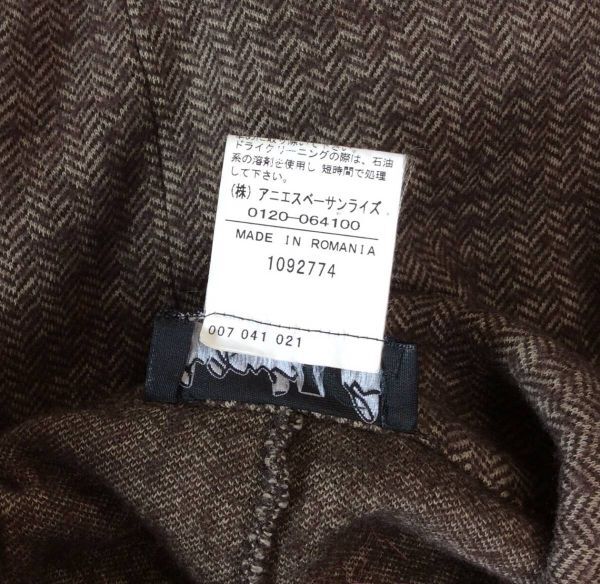 ドライクリーニングの際は、石油
系の溶剤を使用し 短時間で処理
して下さい。
(株) アニエスベーサンライズ
0120-064100
MADE IN ROMANIA
1092774
007 041 021